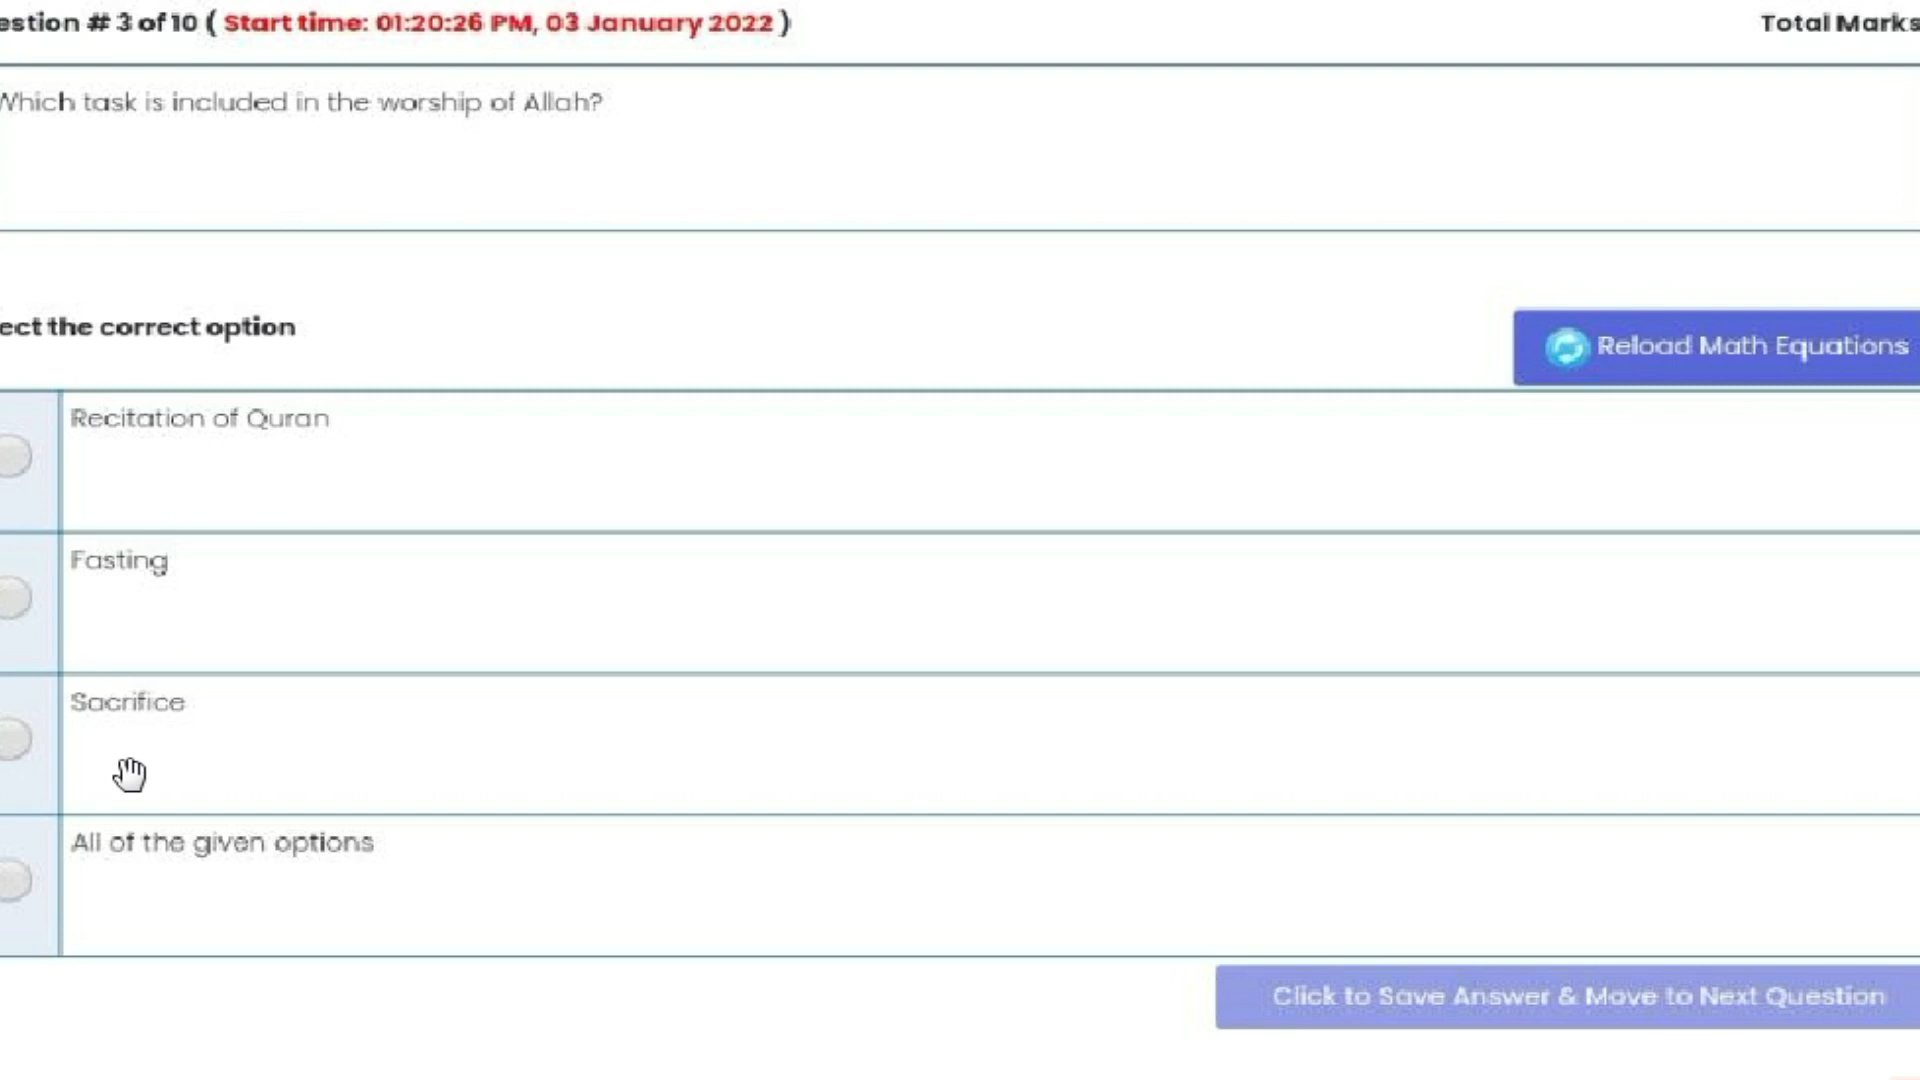 estion # 3 of 10 ( Start time: 01:20:26 PM, 03 January 2022 ) Total Marks
Which task is included in the worship of Allah?
ect the correct option
Reload Math Equations
Recitation of Quran
Fasting
Sacrifice
All of the given options
Click to Save Answer & Move to Next Question